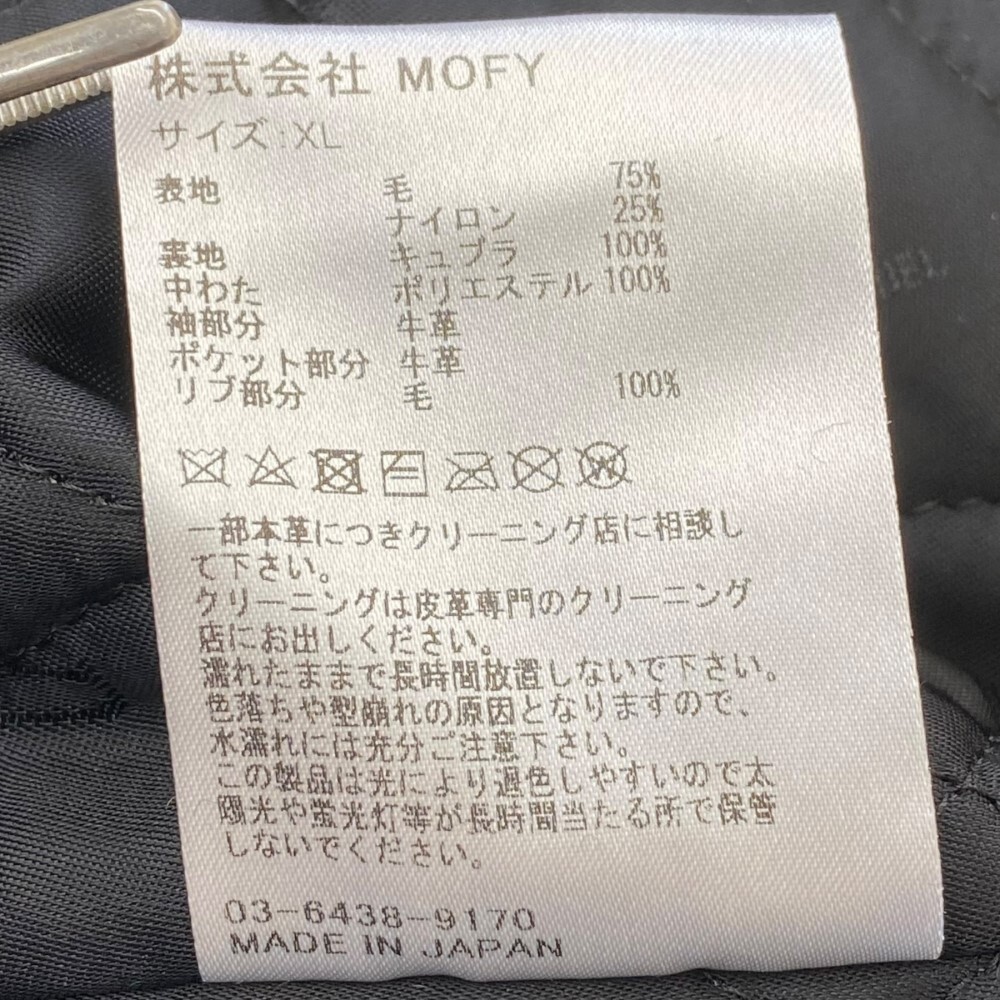 株式会社 MOFY
サイズ:XL
表地 毛 75%
ナイロン 25%
裏地 キュプラ 100%
中わた ポリエステル 100%
袖部分 牛革
ポケット部分 牛革
リブ部分 毛 100%
一部本革につきクリーニング店に相談し
て下さい。
クリーニングは皮革専門のクリーニング
店にお出しください。
濡れたままで長時間放置しないで下さい。
色落ちや型崩れの原因となりますので、
水濡れには充分ご注意下さい。
この製品は光により退色しやすいので太
陽光や蛍光灯等が長時間当たる所で保管
しないでください。
03-6438-9170
MADE IN JAPAN